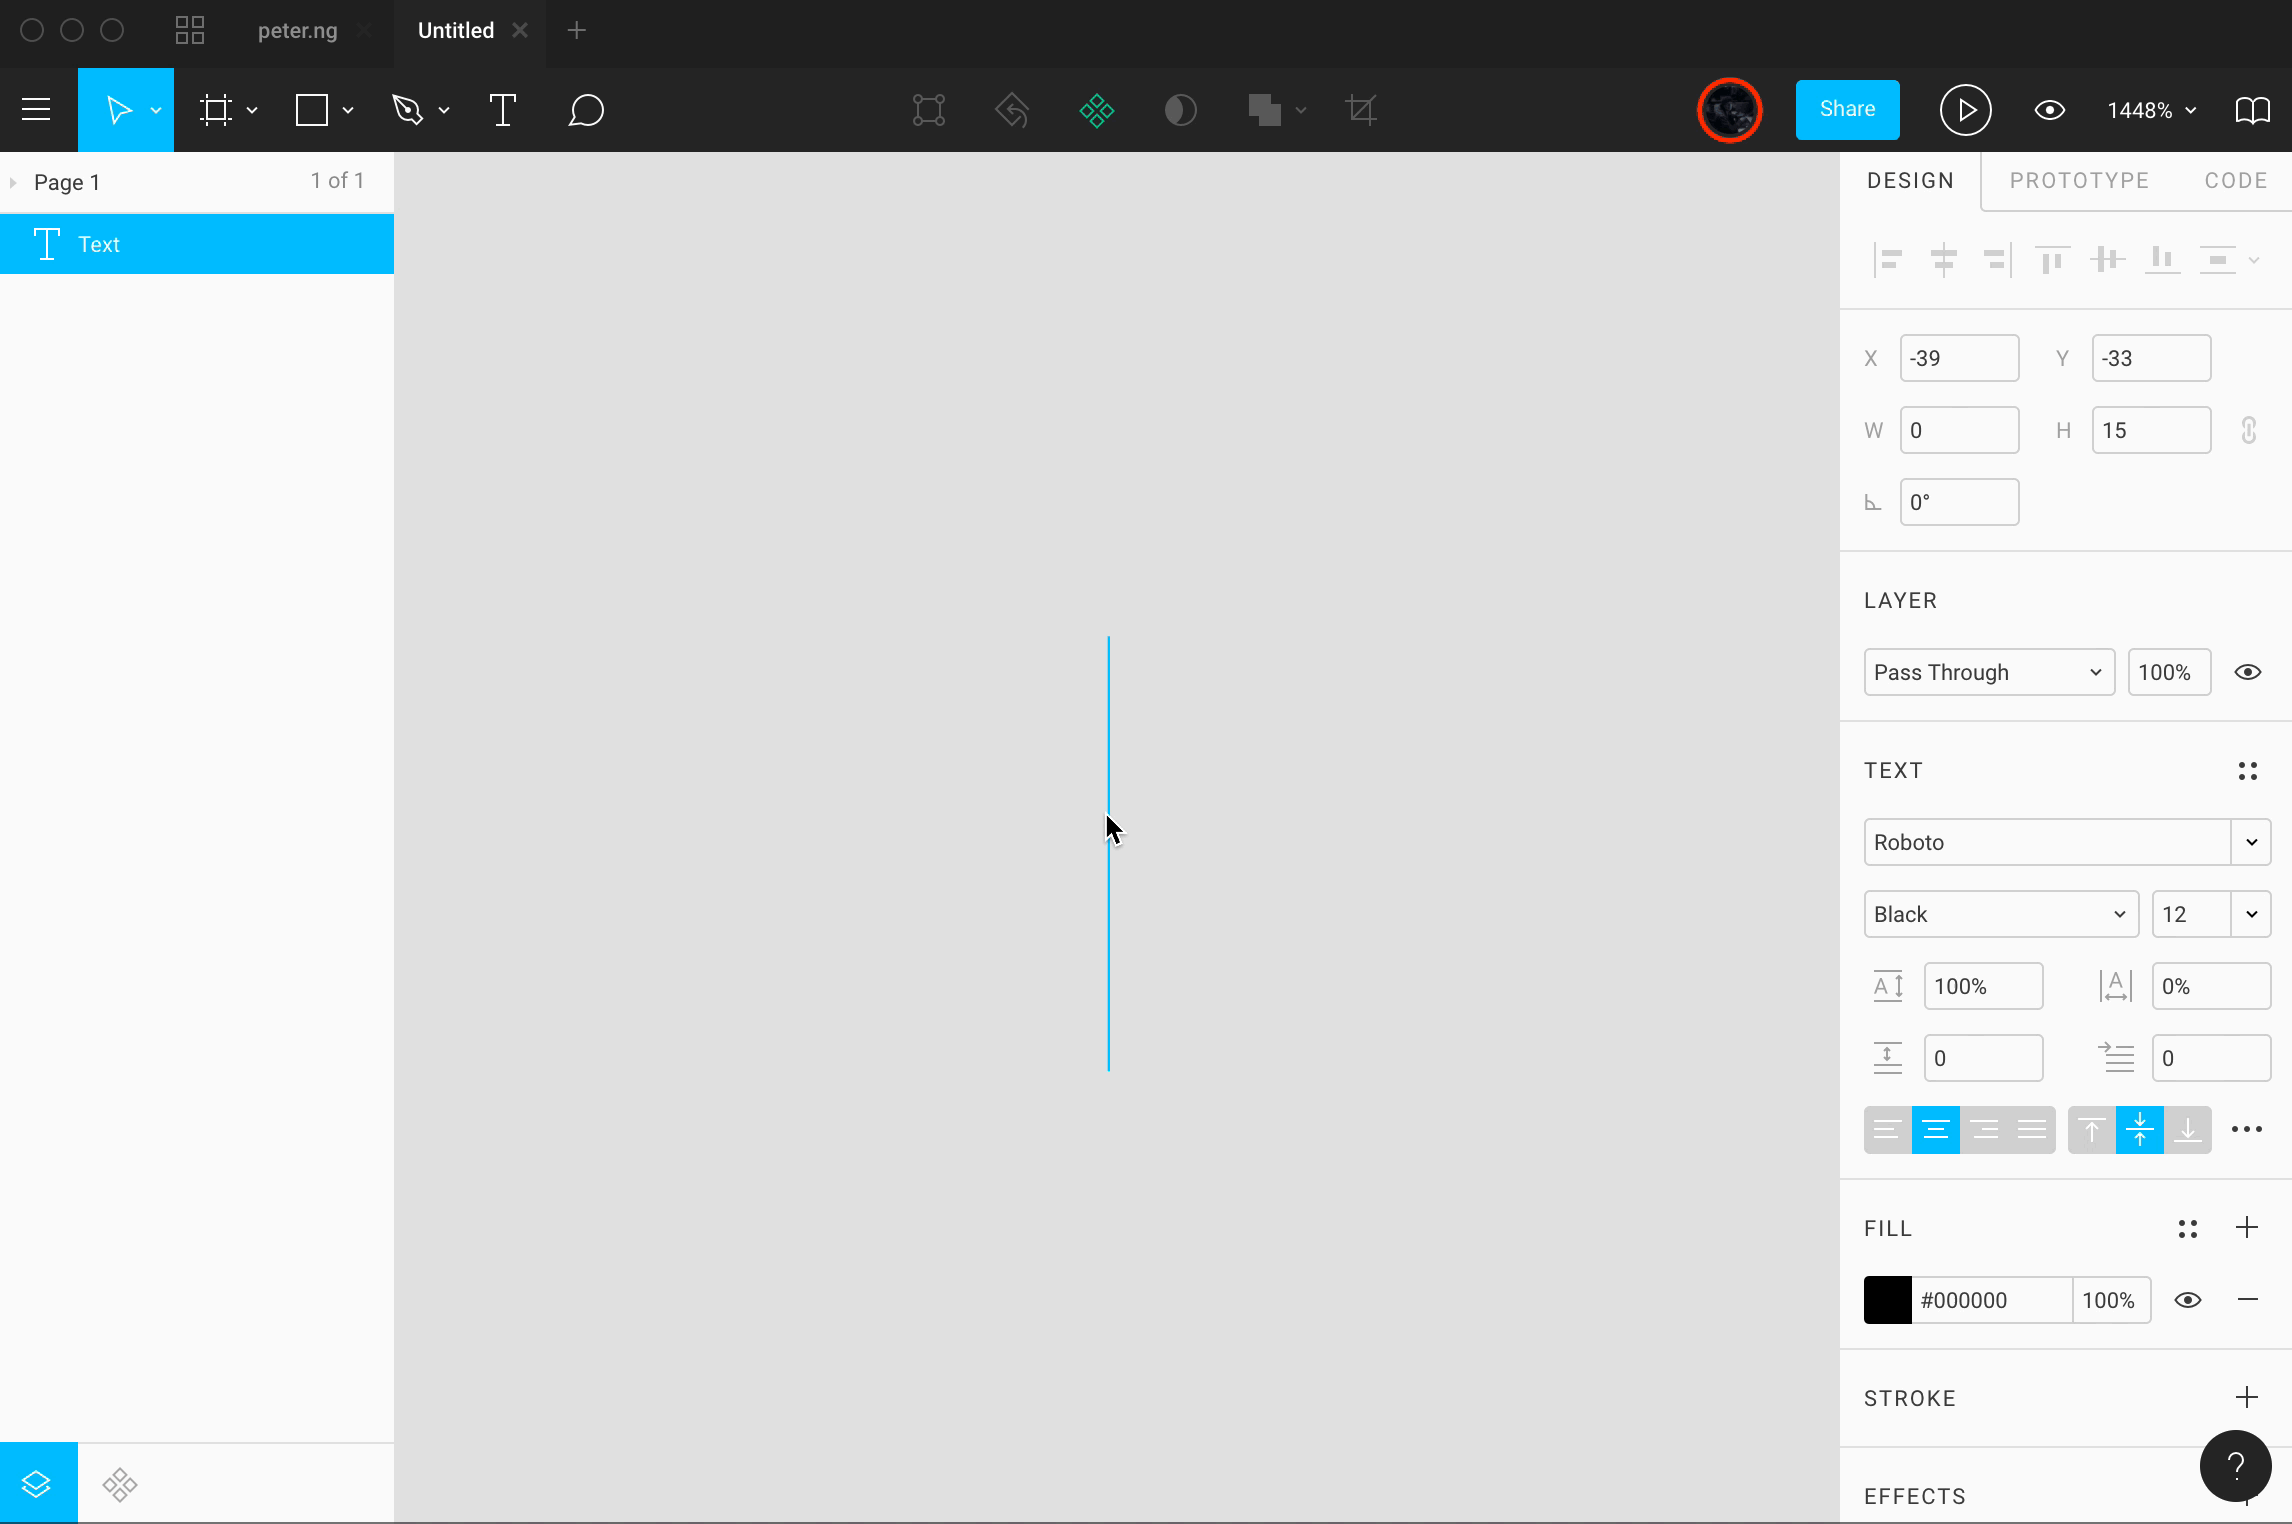 peter.ng
Untitled
Share
1448%
Page 1
1 of 1
Text
DESIGN
PROTOTYPE
CODE
X -39
Y -33
W 0
H 15
0°
LAYER
Pass Through
100%
TEXT
Roboto
Black
12
A 100%
A 0%
0
0
FILL
#000000
100%
STROKE
EFFECTS
?